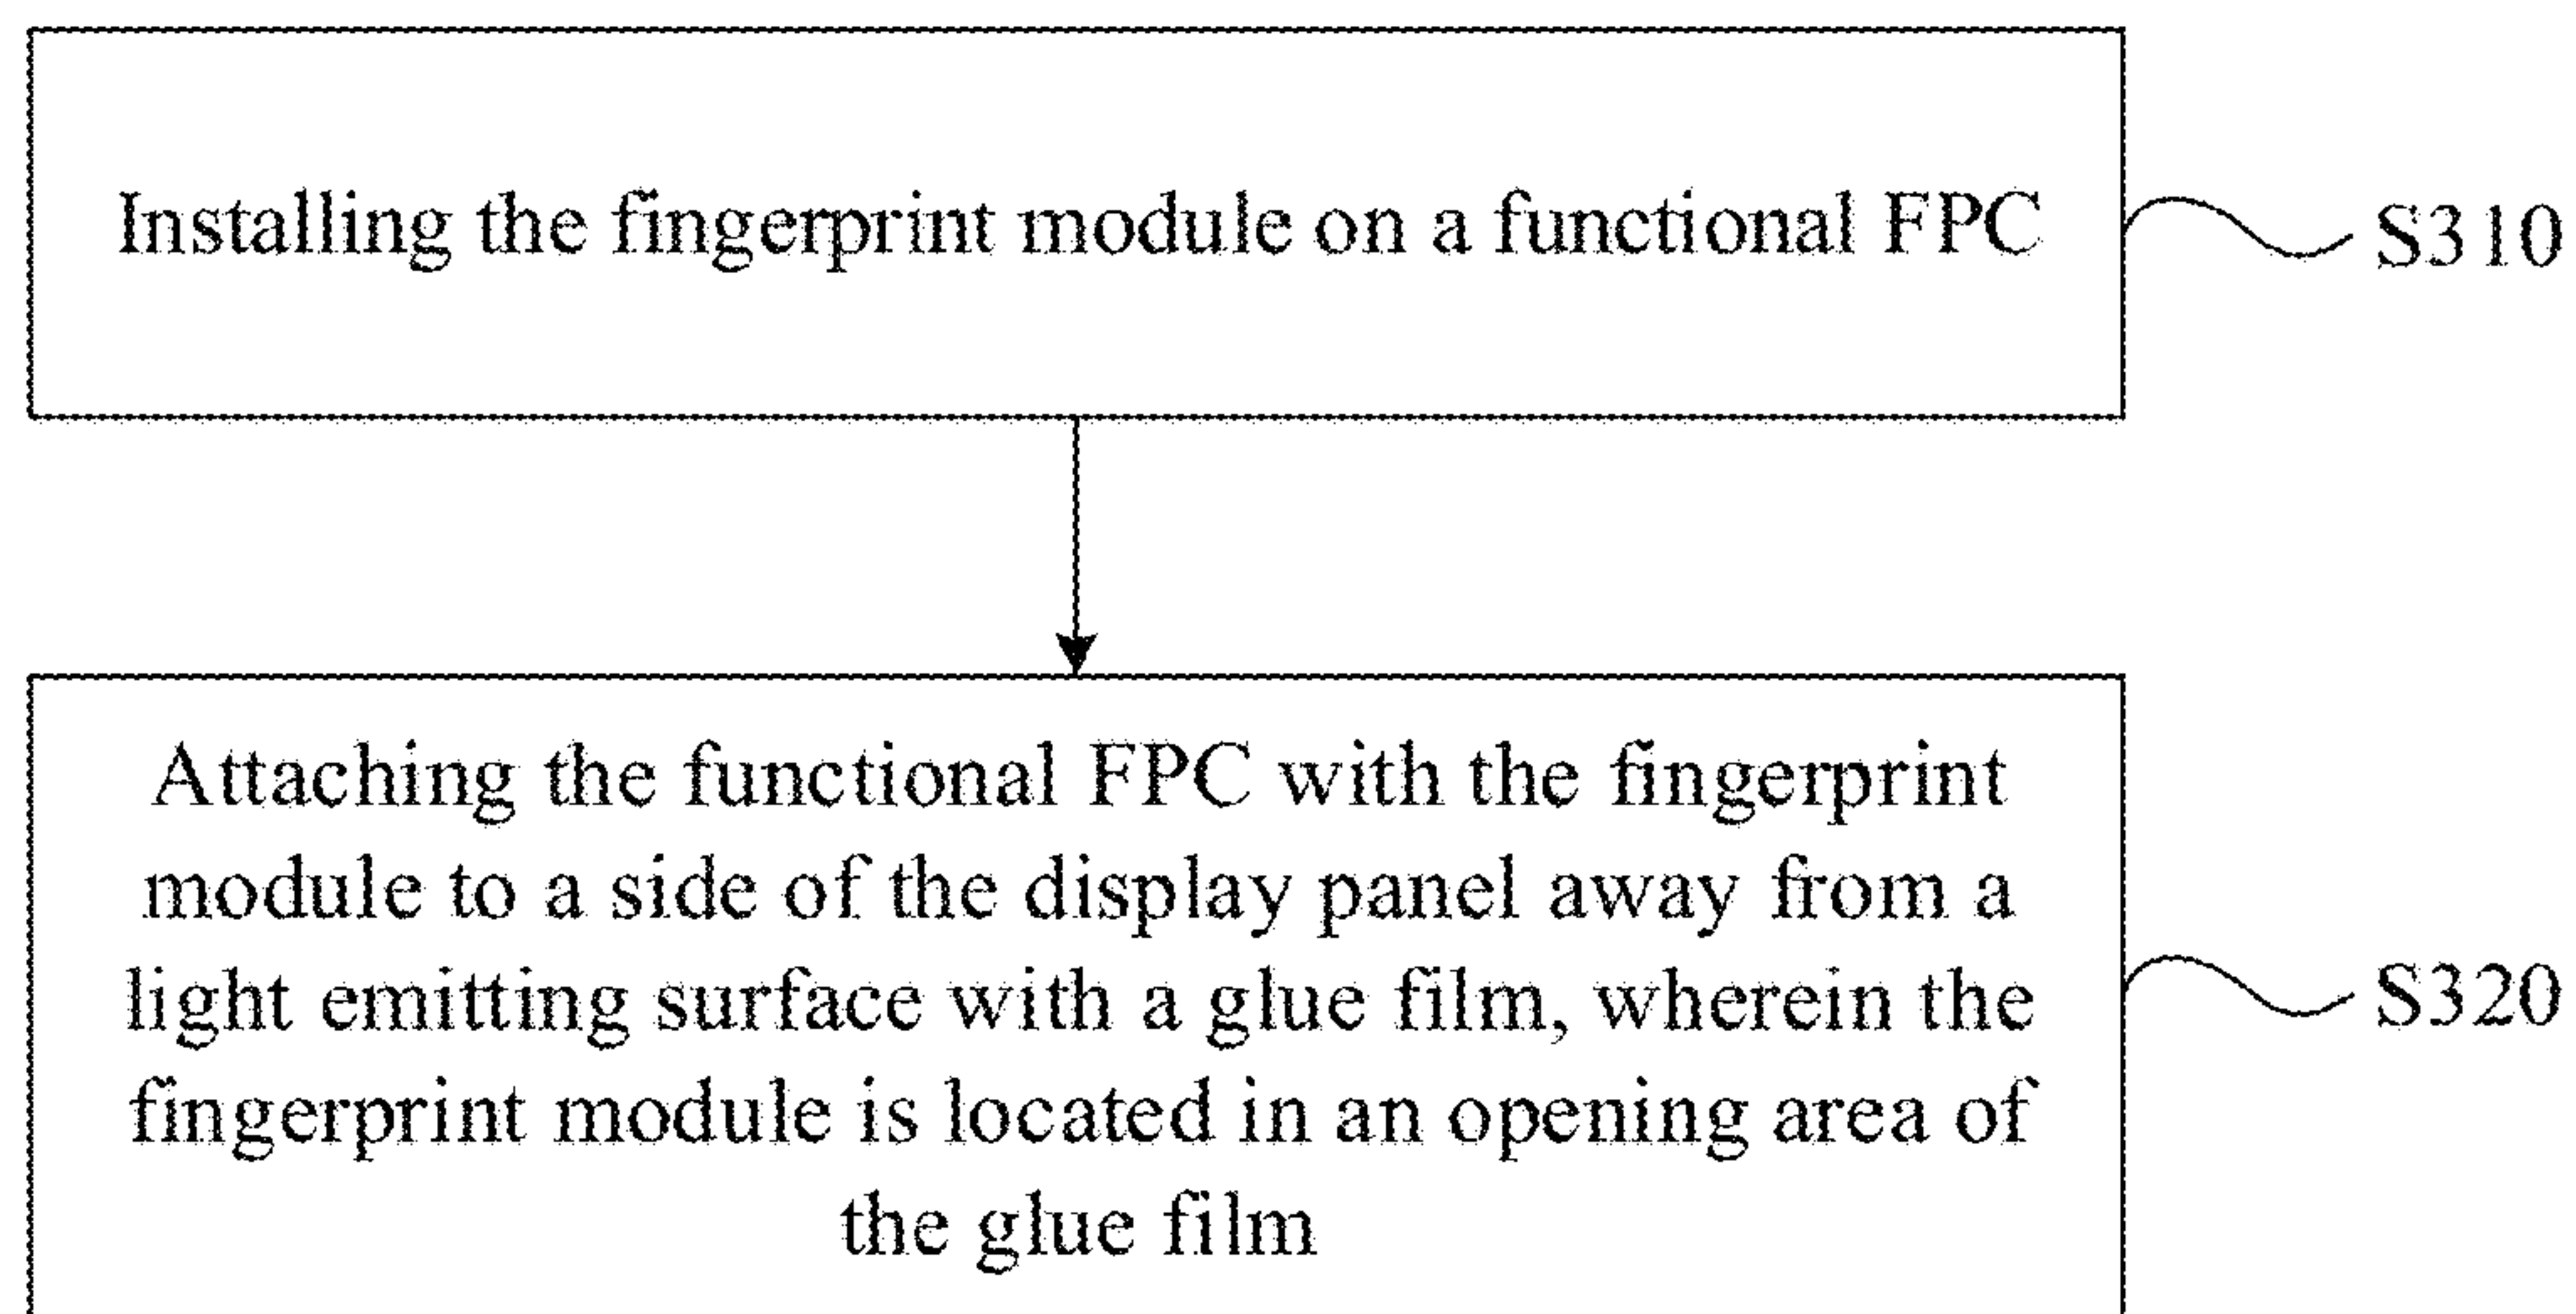 Installing the fingerprint module on a functional FPC
S310
Attaching the functional FPC with the fingerprint
module to a side of the display panel away from a
light emitting surface with a glue film, wherein the
fingerprint module is located in an opening area of
the glue film
S320